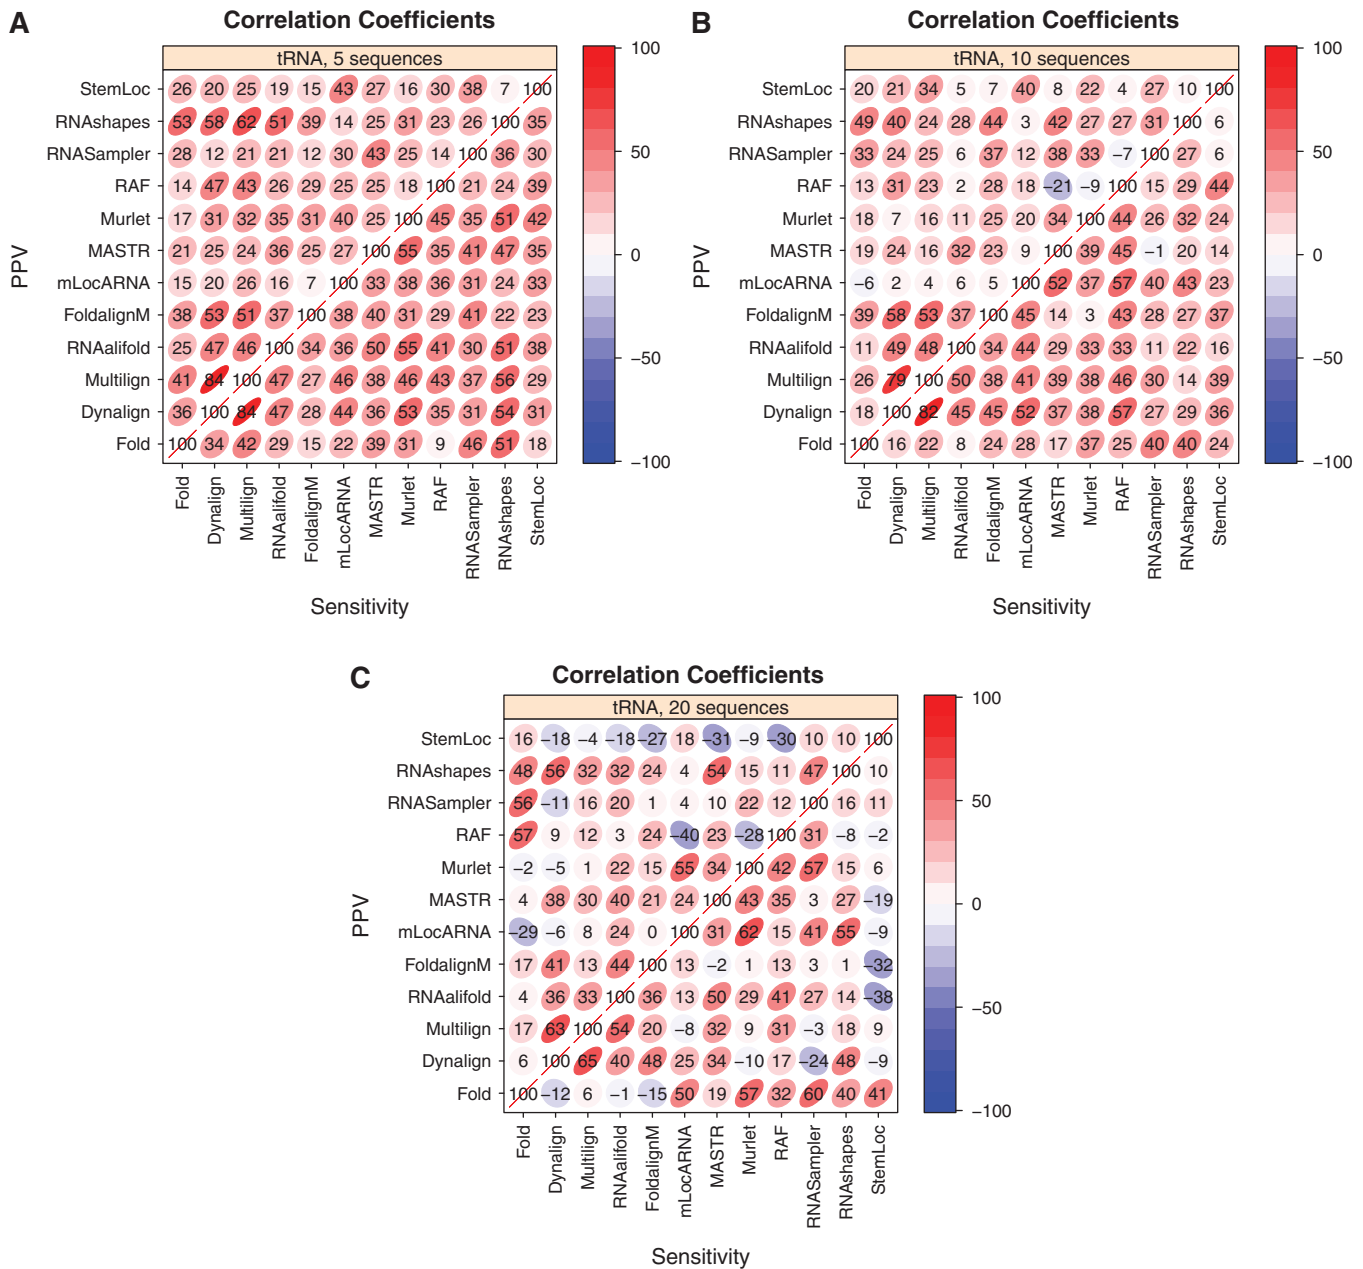 A
Correlation Coefficients
tRNA, 5 sequences
StemLoc 26 20 25 19 15 43 27 16 30 38 7 100
RNAshapes 53 58 62 51 39 14 25 31 23 26 100 35
RNASampler 28 12 21 21 12 30 43 25 14 100 36 30
RAF 14 47 43 26 29 25 25 18 100 21 24 39
Murlet 17 31 32 35 31 40 25 100 45 35 51 42
MASTR 21 25 24 36 25 27 100 55 35 41 47 35
mLocARNA 15 20 26 16 7 100 33 38 36 31 24 33
FoldalignM 38 53 51 37 100 38 40 31 29 41 22 23
RNAalifold 25 47 46 100 34 36 50 55 41 30 51 38
Multilign 41 84 100 47 27 46 38 46 43 37 56 29
Dynalign 36 100 84 47 28 44 36 53 35 31 54 31
Fold 100 34 42 29 15 22 39 31 9 46 51 18
PPV
Fold Dynalign Multilign RNAalifold FoldalignM mLocARNA MASTR Murlet RAF RNASampler RNAshapes StemLoc
Sensitivity
100
50
0
−50
−100
B
Correlation Coefficients
tRNA, 10 sequences
StemLoc 20 21 34 5 7 40 8 22 4 27 10 100
RNAshapes 49 40 24 28 44 3 42 27 27 31 100 6
RNASampler 33 24 25 6 37 12 38 33 −7 100 27 6
RAF 13 31 23 2 28 18 −21 −9 100 15 29 44
Murlet 18 7 16 11 25 20 34 100 44 26 32 24
MASTR 19 24 16 32 23 9 100 39 45 −1 20 14
mLocARNA −6 2 4 6 5 100 52 37 57 40 43 23
FoldalignM 39 58 53 37 100 45 14 3 43 28 27 37
RNAalifold 11 49 48 100 34 44 29 33 33 11 22 16
Multilign 26 79 100 50 38 41 39 38 46 30 14 39
Dynalign 18 100 82 45 45 52 37 38 57 27 29 36
Fold 100 16 22 8 24 28 17 37 25 40 40 24
PPV
Fold Dynalign Multilign RNAalifold FoldalignM mLocARNA MASTR Murlet RAF RNASampler RNAshapes StemLoc
Sensitivity
100
50
0
−50
−100
C
Correlation Coefficients
tRNA, 20 sequences
StemLoc 16 −18 −4 −18 −27 18 −31 −9 −30 10 10 100
RNAshapes 48 56 32 32 24 4 54 15 11 47 100 10
RNASampler 56 −11 16 20 1 4 10 22 12 100 16 11
RAF 57 9 12 3 24 −40 23 −28 100 31 −8 −2
Murlet −2 −5 1 22 15 55 34 100 42 57 15 6
MASTR 4 38 30 40 21 24 100 43 35 3 27 −19
mLocARNA −29 −6 8 24 0 100 31 62 15 41 55 −9
FoldalignM 17 41 13 44 100 13 −2 1 13 3 1 −32
RNAalifold 4 36 33 100 36 13 50 29 41 27 14 −38
Multilign 17 63 100 54 20 −8 32 9 31 −3 18 9
Dynalign 6 100 65 40 48 25 34 −10 17 −24 48 −9
Fold 100 −12 6 −1 −15 50 19 57 32 60 40 41
PPV
Fold Dynalign Multilign RNAalifold FoldalignM mLocARNA MASTR Murlet RAF RNASampler RNAshapes StemLoc
Sensitivity
100
50
0
−50
−100